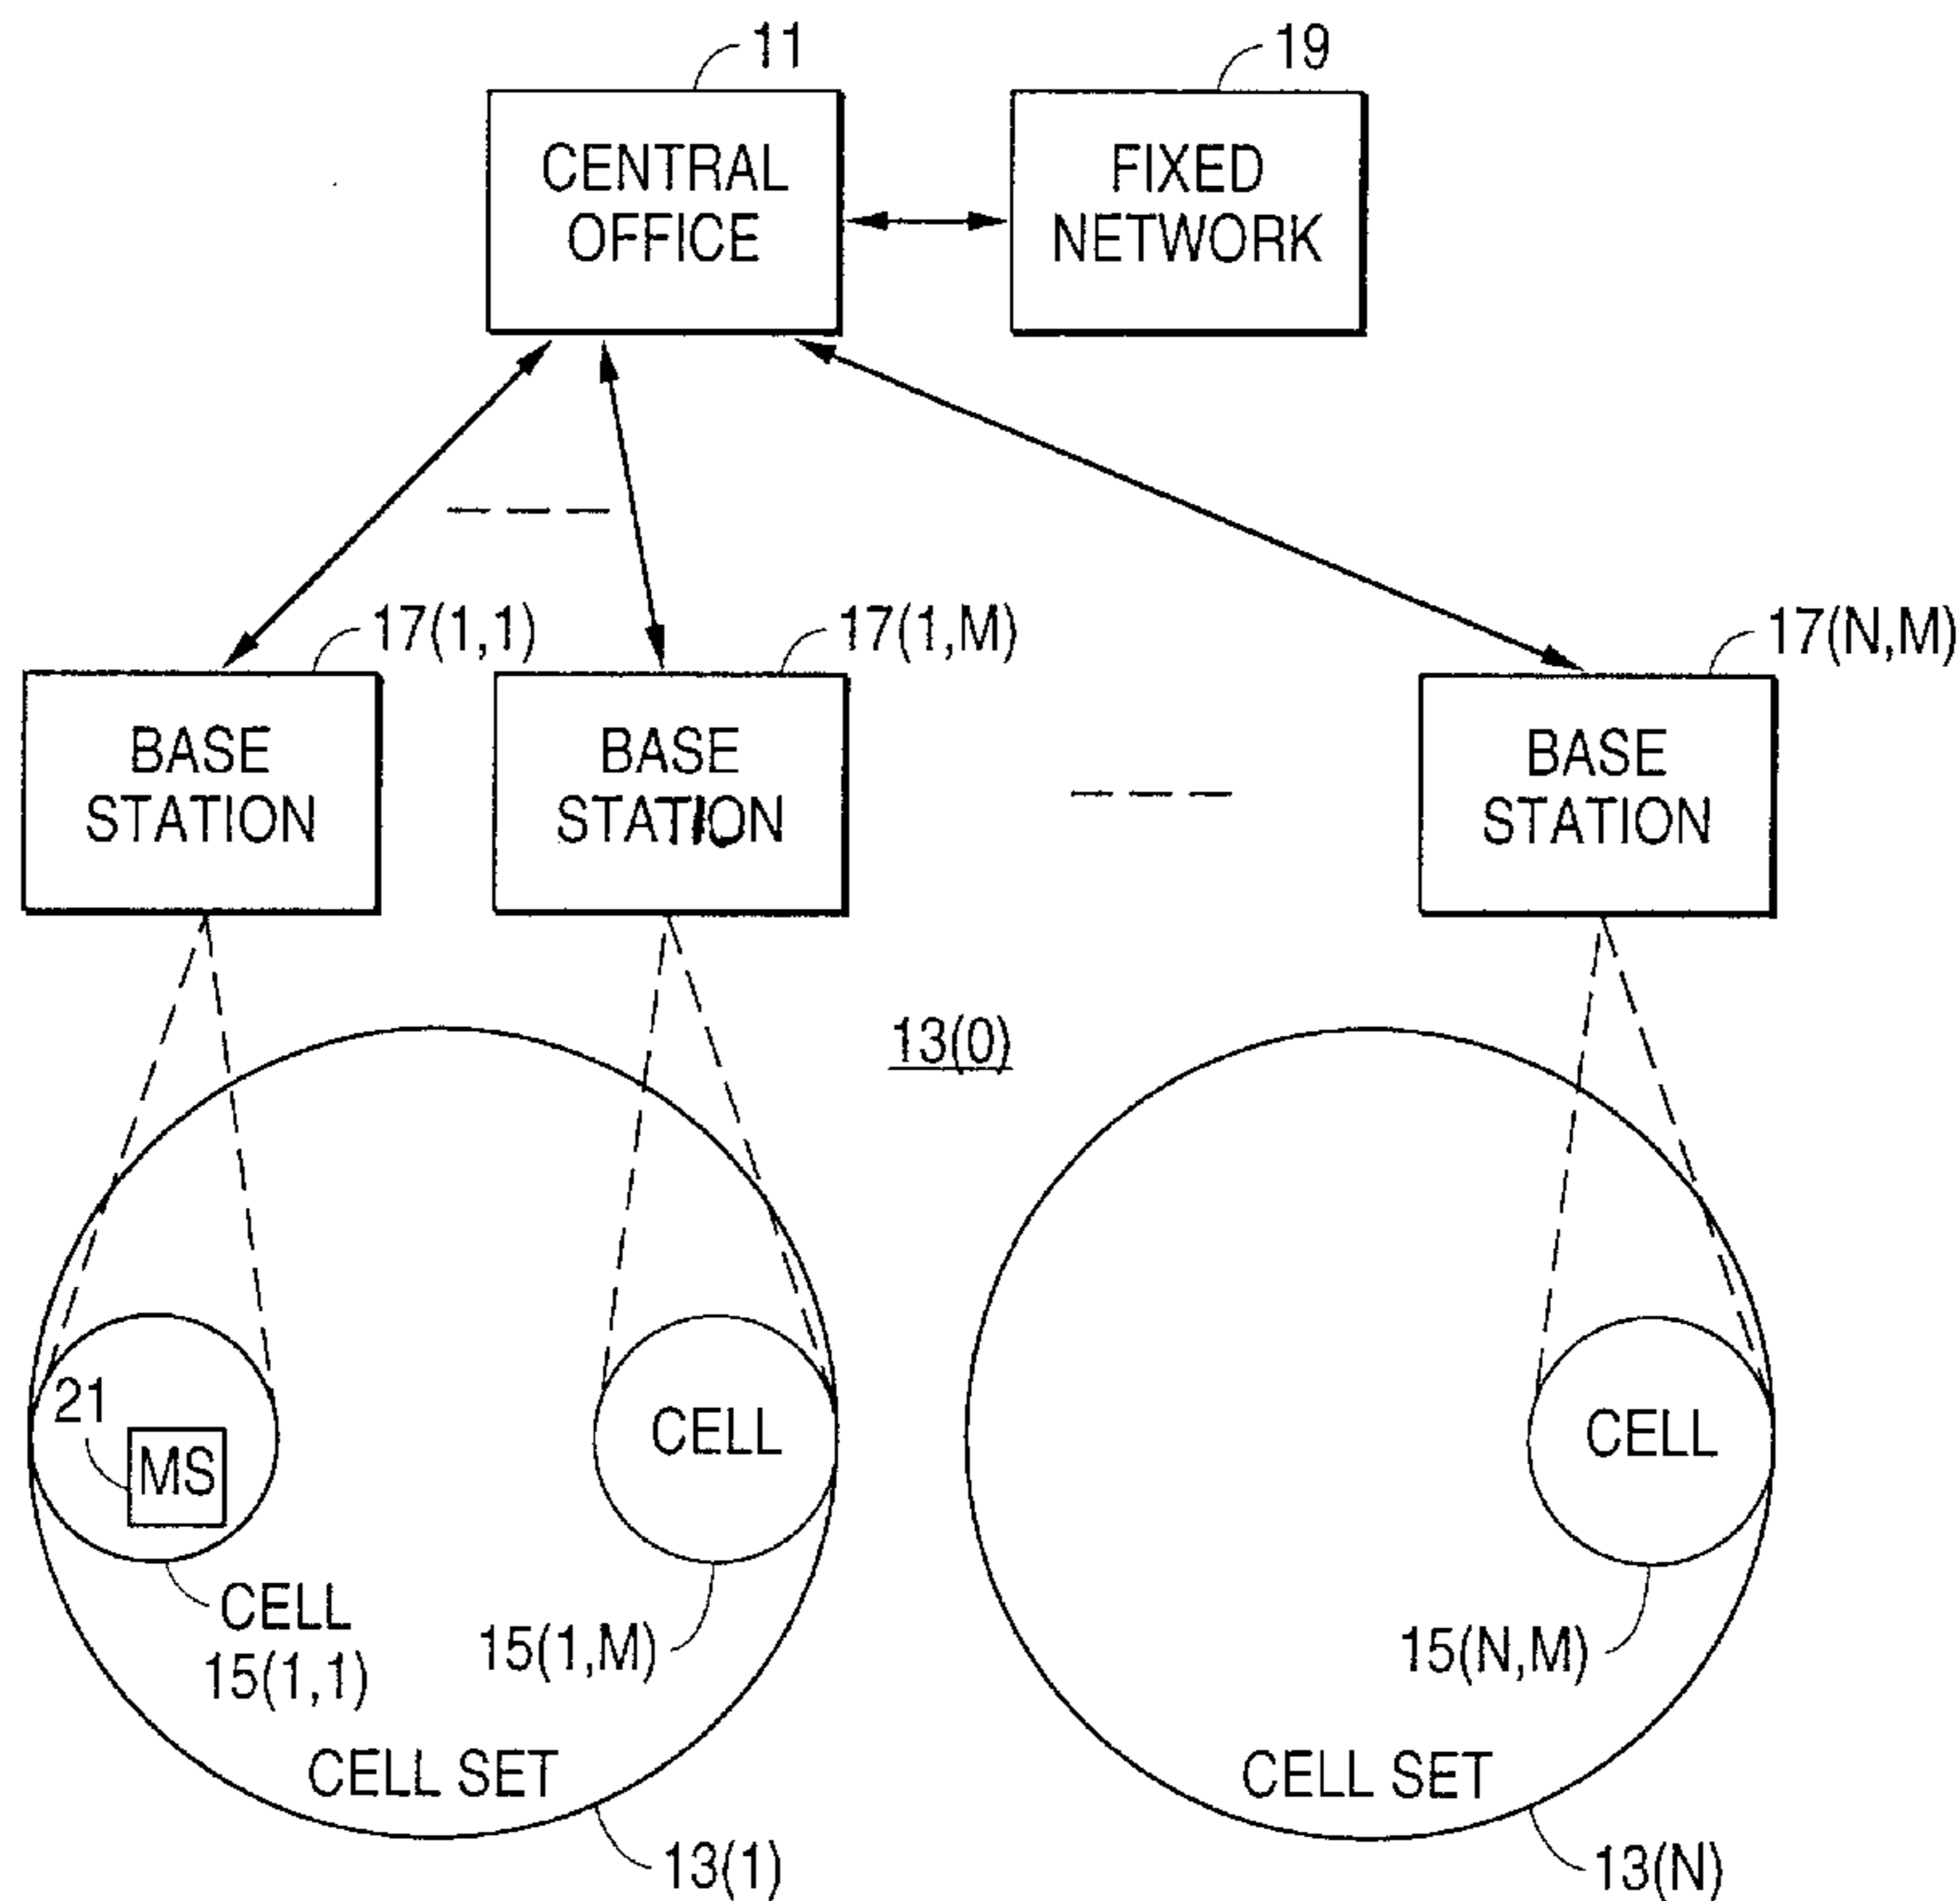 11
19
CENTRAL
OFFICE
FIXED
NETWORK
17(1,1)
17(1,M)
17(N,M)
BASE
STATION
BASE
STATION
BASE
STATION
13(0)
21
MS
CELL
CELL
CELL
15(1,1)
15(1,M)
15(N,M)
CELL SET
CELL SET
13(1)
13(N)